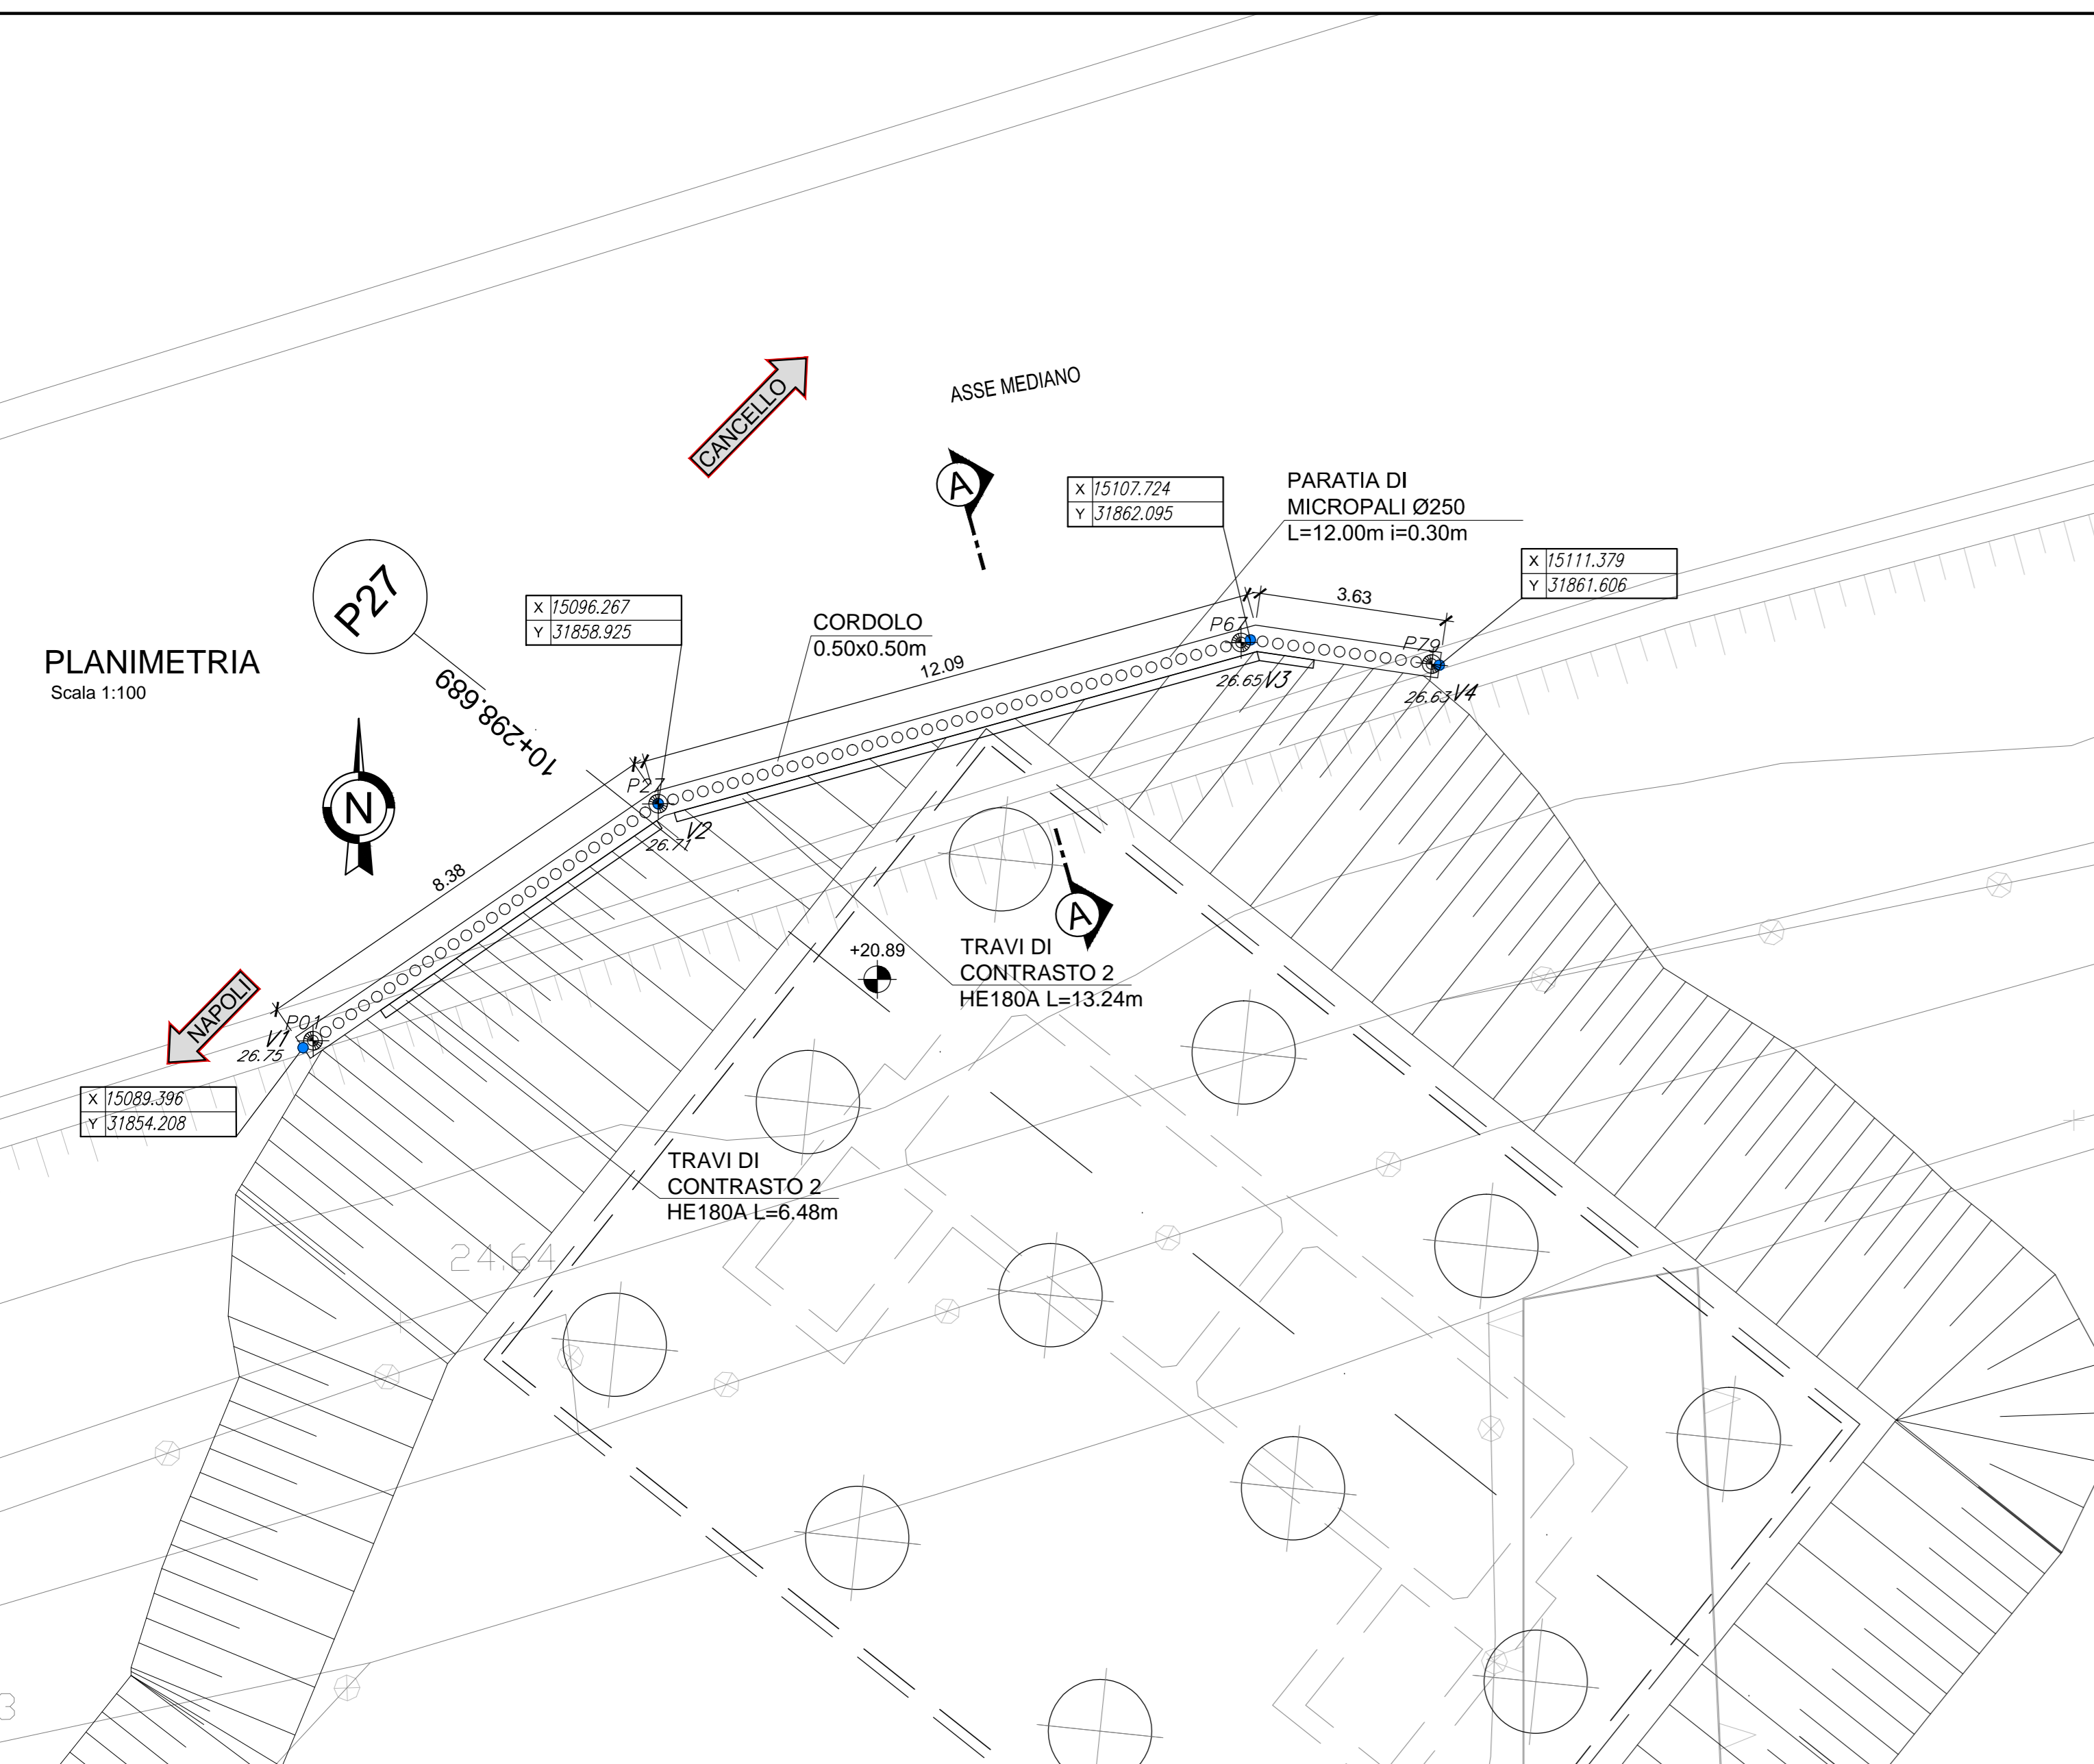 PLANIMETRIA
Scala 1:100
P27
10+298.689
N
CANCELLO
NAPOLI
ASSE MEDIANO
A
A
X 15107.724
Y 31862.095
PARATIA DI
MICROPALI Ø250
L=12.00m i=0.30m
X 15111.379
Y 31861.606
X 15096.267
Y 31858.925
CORDOLO
0.50x0.50m
12.09
3.63
8.38
P67
P79
26.65 V3
26.63 V4
P27
V2
26.71
P01
V1
26.75
X 15089.396
Y 31854.208
+20.89
TRAVI DI
CONTRASTO 2
HE180A L=13.24m
TRAVI DI
CONTRASTO 2
HE180A L=6.48m
24.64
3